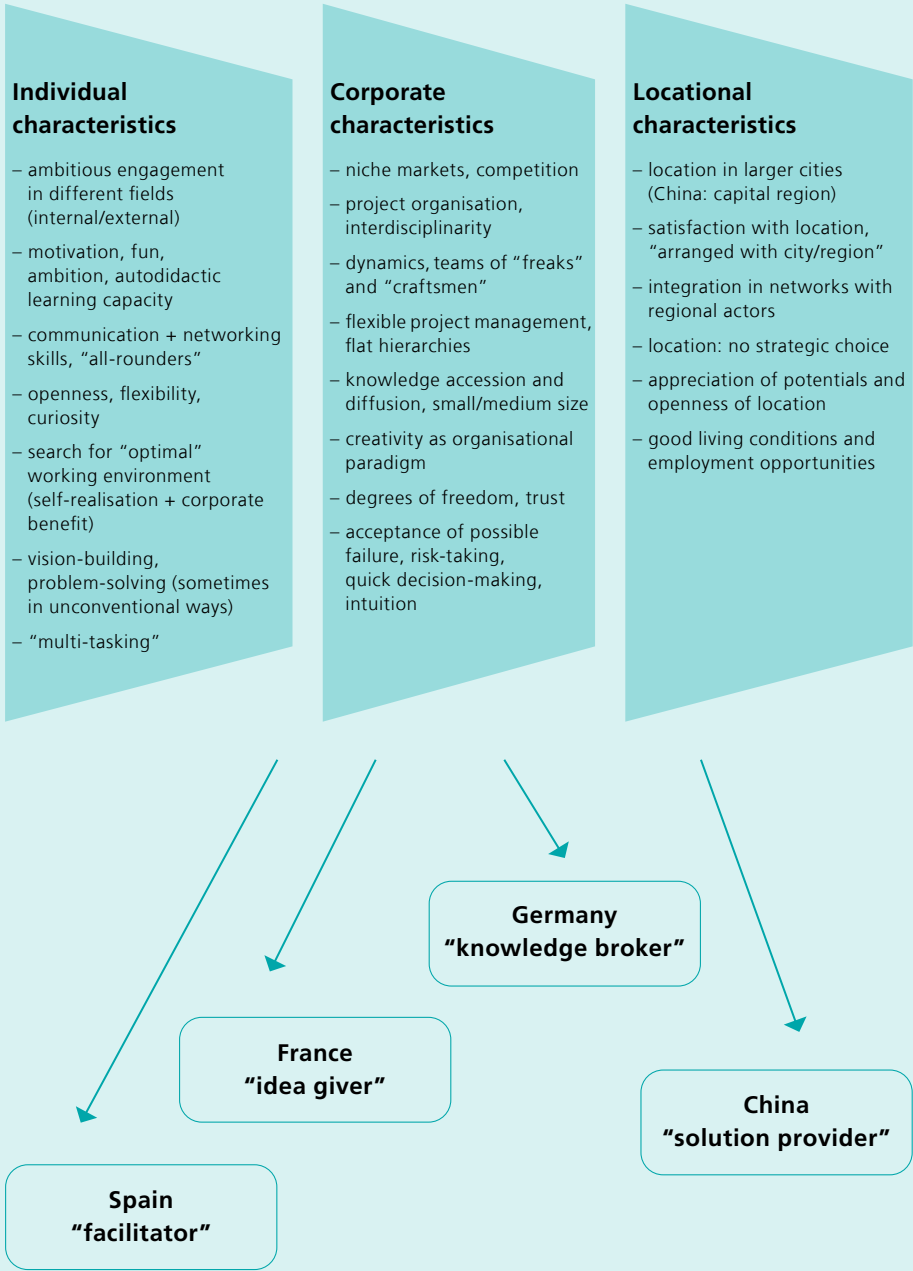 Individual
characteristics
– ambitious engagement
in different fields
(internal/external)
– motivation, fun,
ambition, autodidactic
learning capacity
– communication + networking
skills, “all-rounders”
– openness, flexibility,
curiosity
– search for “optimal”
working environment
(self-realisation + corporate
benefit)
– vision-building,
problem-solving (sometimes
in unconventional ways)
– “multi-tasking”
Corporate
characteristics
– niche markets, competition
– project organisation,
interdisciplinarity
– dynamics, teams of “freaks”
and “craftsmen”
– flexible project management,
flat hierarchies
– knowledge accession and
diffusion, small/medium size
– creativity as organisational
paradigm
– degrees of freedom, trust
– acceptance of possible
failure, risk-taking,
quick decision-making,
intuition
Locational
characteristics
– location in larger cities
(China: capital region)
– satisfaction with location,
“arranged with city/region”
– integration in networks with
regional actors
– location: no strategic choice
– appreciation of potentials and
openness of location
– good living conditions and
employment opportunities
Germany
“knowledge broker”
France
“idea giver”
China
“solution provider”
Spain
“facilitator”